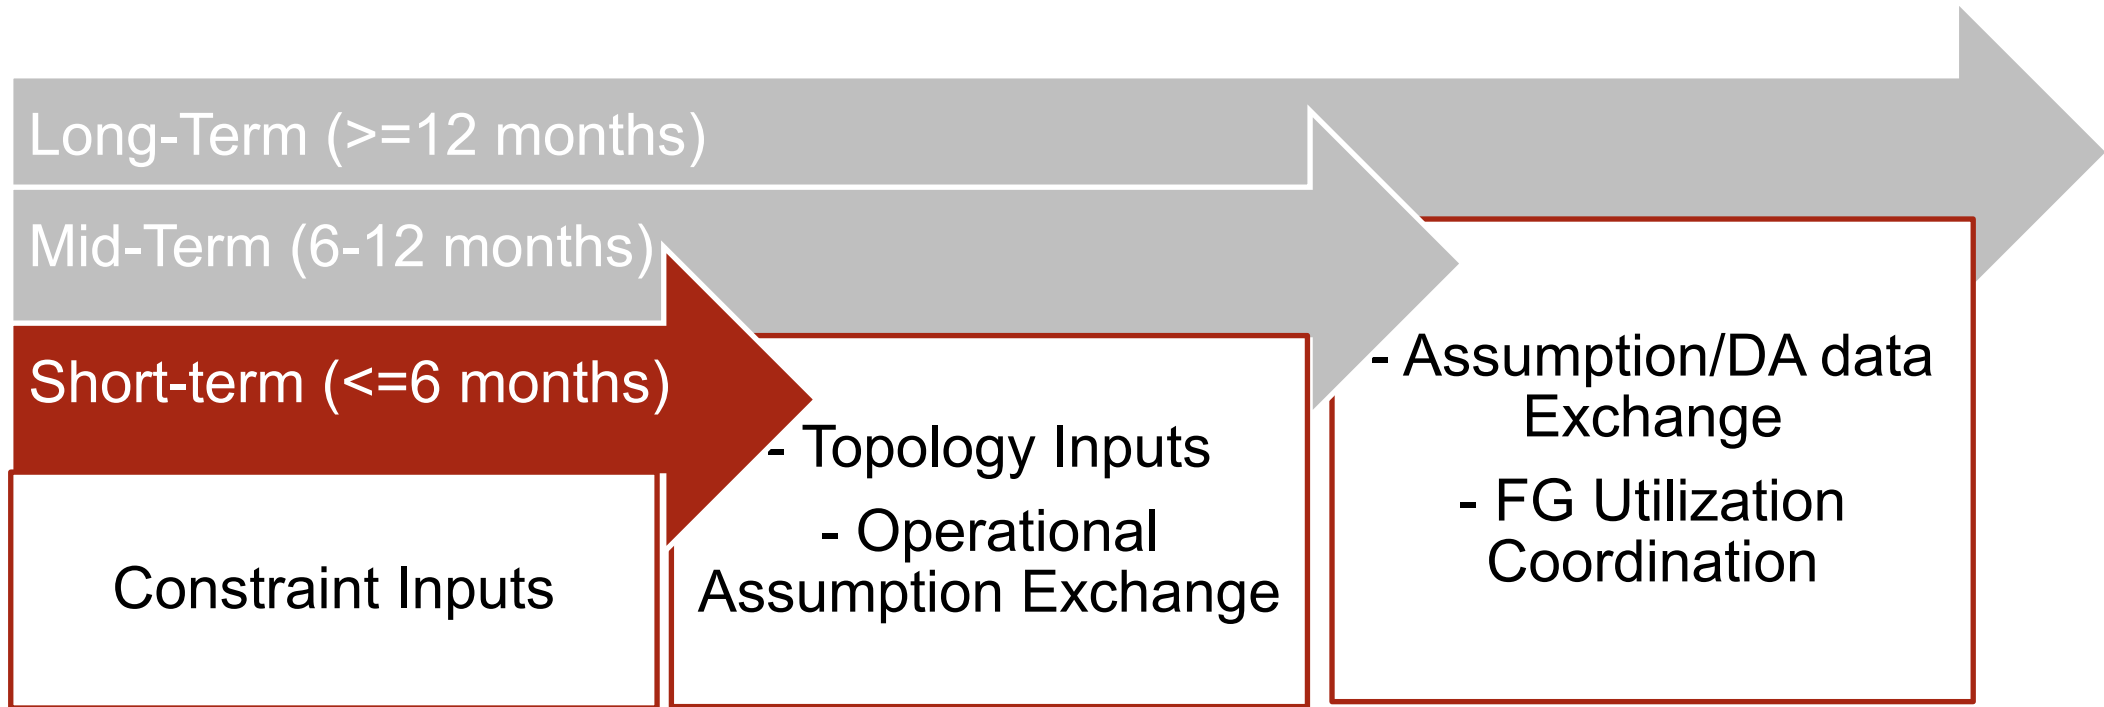 Long-Term (>=12 months)
Mid-Term (6-12 months)
Short-term (<=6 months)
Constraint Inputs
- Topology Inputs
- Operational
Assumption Exchange
- Assumption/DA data
Exchange
- FG Utilization
Coordination